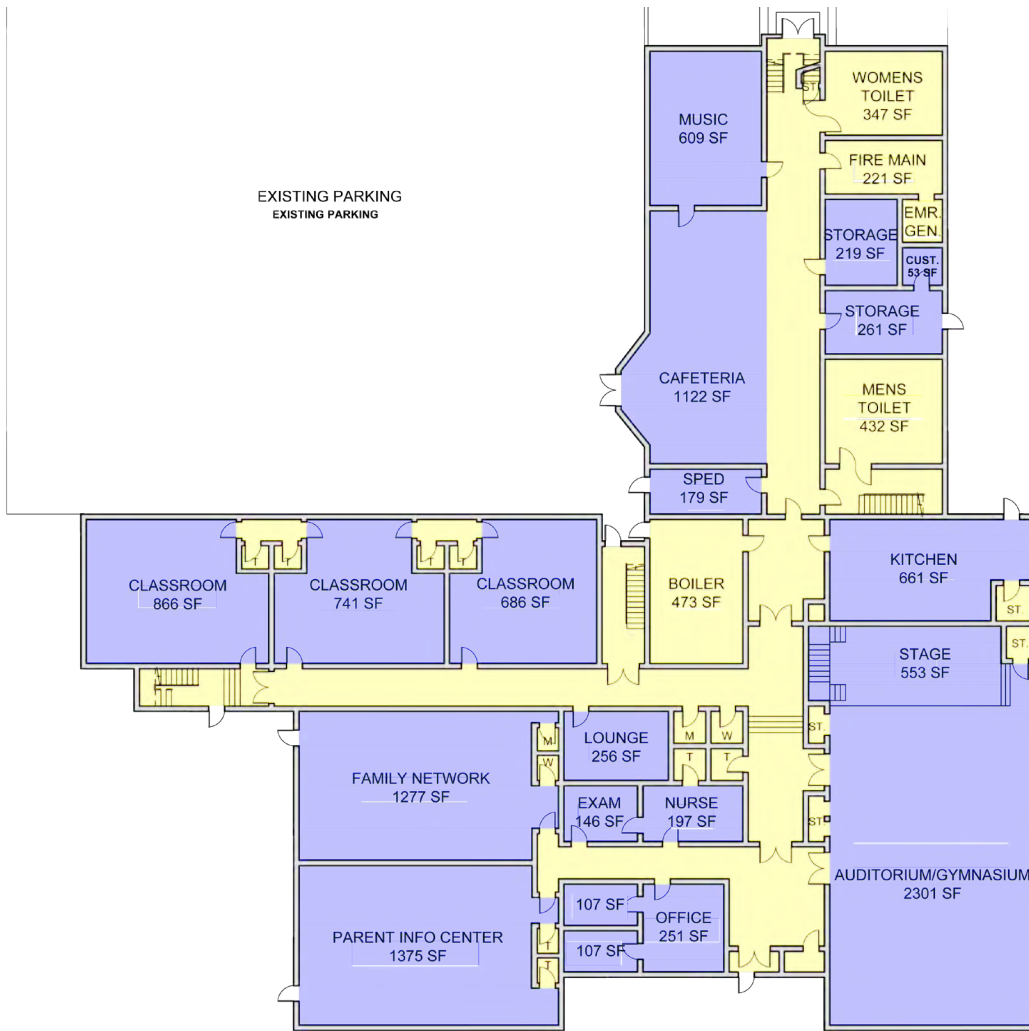 WOMENS
TOILET
347 SF
ST.
MUSIC
609 SF
FIRE MAIN
221 SF
EXISTING PARKING
EXISTING PARKING
EMR.
GEN.
STORAGE
219 SF
CUST.
53 SF
STORAGE
261 SF
CAFETERIA
1122 SF
MENS
TOILET
432 SF
SPED
179 SF
CLASSROOM
866 SF
T
T
CLASSROOM
741 SF
T
T
CLASSROOM
686 SF
BOILER
473 SF
KITCHEN
661 SF
ST.
ST.
STAGE
553 SF
LOUNGE
256 SF
M
W
ST.
M
W
T
T
FAMILY NETWORK
1277 SF
EXAM
146 SF
NURSE
197 SF
ST.
AUDITORIUM/GYMNASIUM
2301 SF
107 SF
OFFICE
251 SF
107 SF
PARENT INFO CENTER
1375 SF
T
T